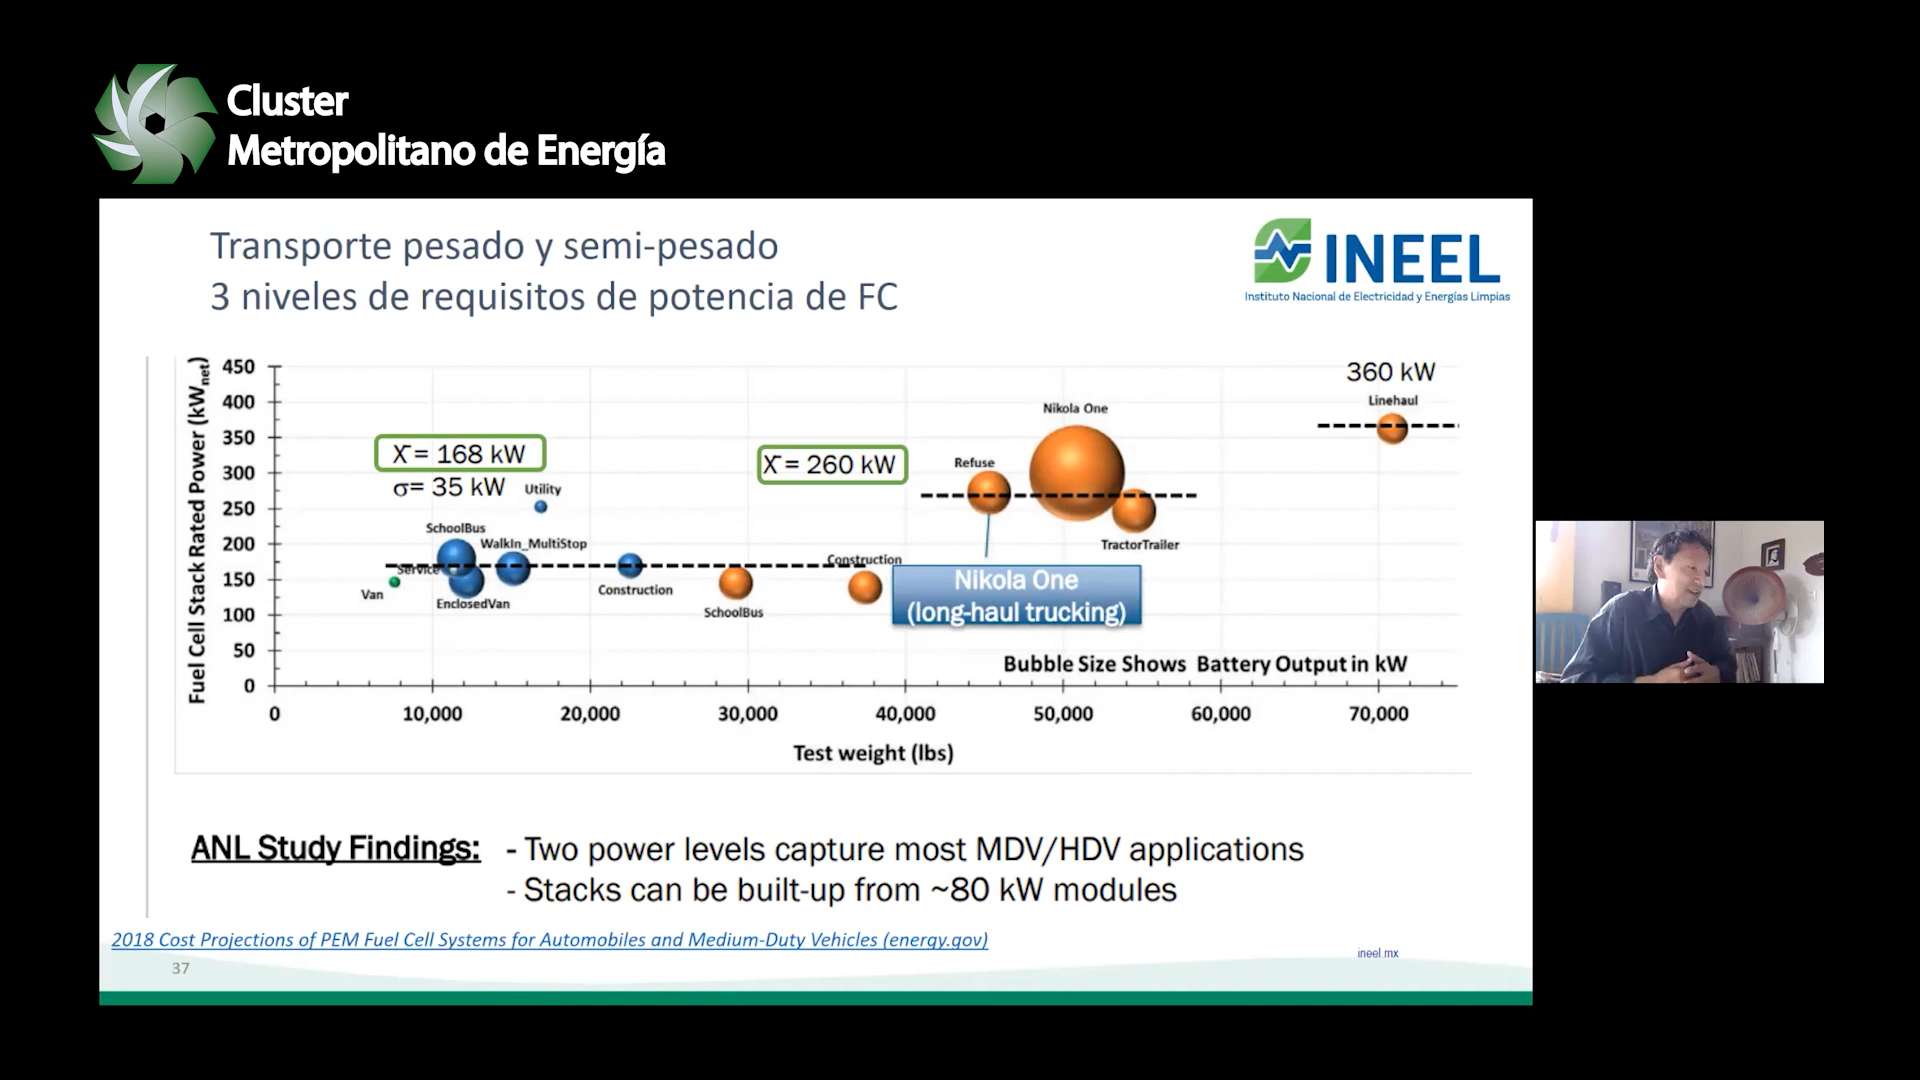 Cluster
Metropolitano de Energía
Transporte pesado y semi-pesado
3 niveles de requisitos de potencia de FC
INEEL
Instituto Nacional de Electricidad y Energías Limpias
Fuel Cell Stack Rated Power (kWnet)
450
400
350
300
250
200
150
100
50
0
X̄ = 168 kW
σ= 35 kW
Utility
SchoolBus
WalkIn_MultiStop
Service
Van
EnclosedVan
Construction
SchoolBus
Construction
X̄ = 260 kW
Refuse
Nikola One
TractorTrailer
Nikola One
(long-haul trucking)
360 kW
Linehaul
Bubble Size Shows Battery Output in kW
0 10,000 20,000 30,000 40,000 50,000 60,000 70,000
Test weight (lbs)
ANL Study Findings: - Two power levels capture most MDV/HDV applications
- Stacks can be built-up from ~80 kW modules
2018 Cost Projections of PEM Fuel Cell Systems for Automobiles and Medium-Duty Vehicles (energy.gov)
ineel.mx
37